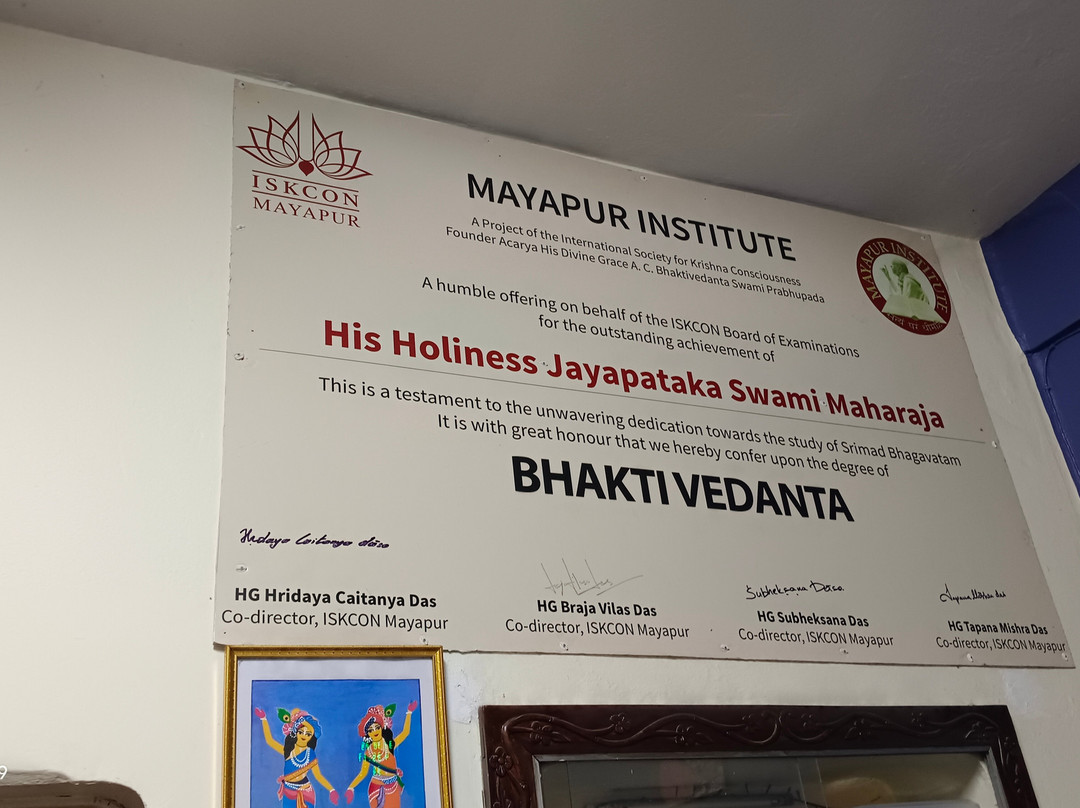 ISKCON
MAYAPUR
MAYAPUR INSTITUTE
A Project of the International Society for Krishna Consciousness
Founder Acarya His Divine Grace A. C. Bhaktivedanta Swami Prabhupada
MAYAPUR INSTITUTE
A humble offering on behalf of the ISKCON Board of Examinations
for the outstanding achievement of
His Holiness Jayapataka Swami Maharaja
This is a testament to the unwavering dedication towards the study of Srimad Bhagavatam
It is with great honour that we hereby confer upon the degree of
BHAKTI VEDANTA
Hridaya Caitanya dāsa
HG Hridaya Caitanya Das
Co-director, ISKCON Mayapur
HG Braja Vilas Das
Co-director, ISKCON Mayapur
Subheksana Dāsa.
HG Subheksana Das
Co-director, ISKCON Mayapur
HG Tapana Mishra Das
Co-director, ISKCON Mayapur